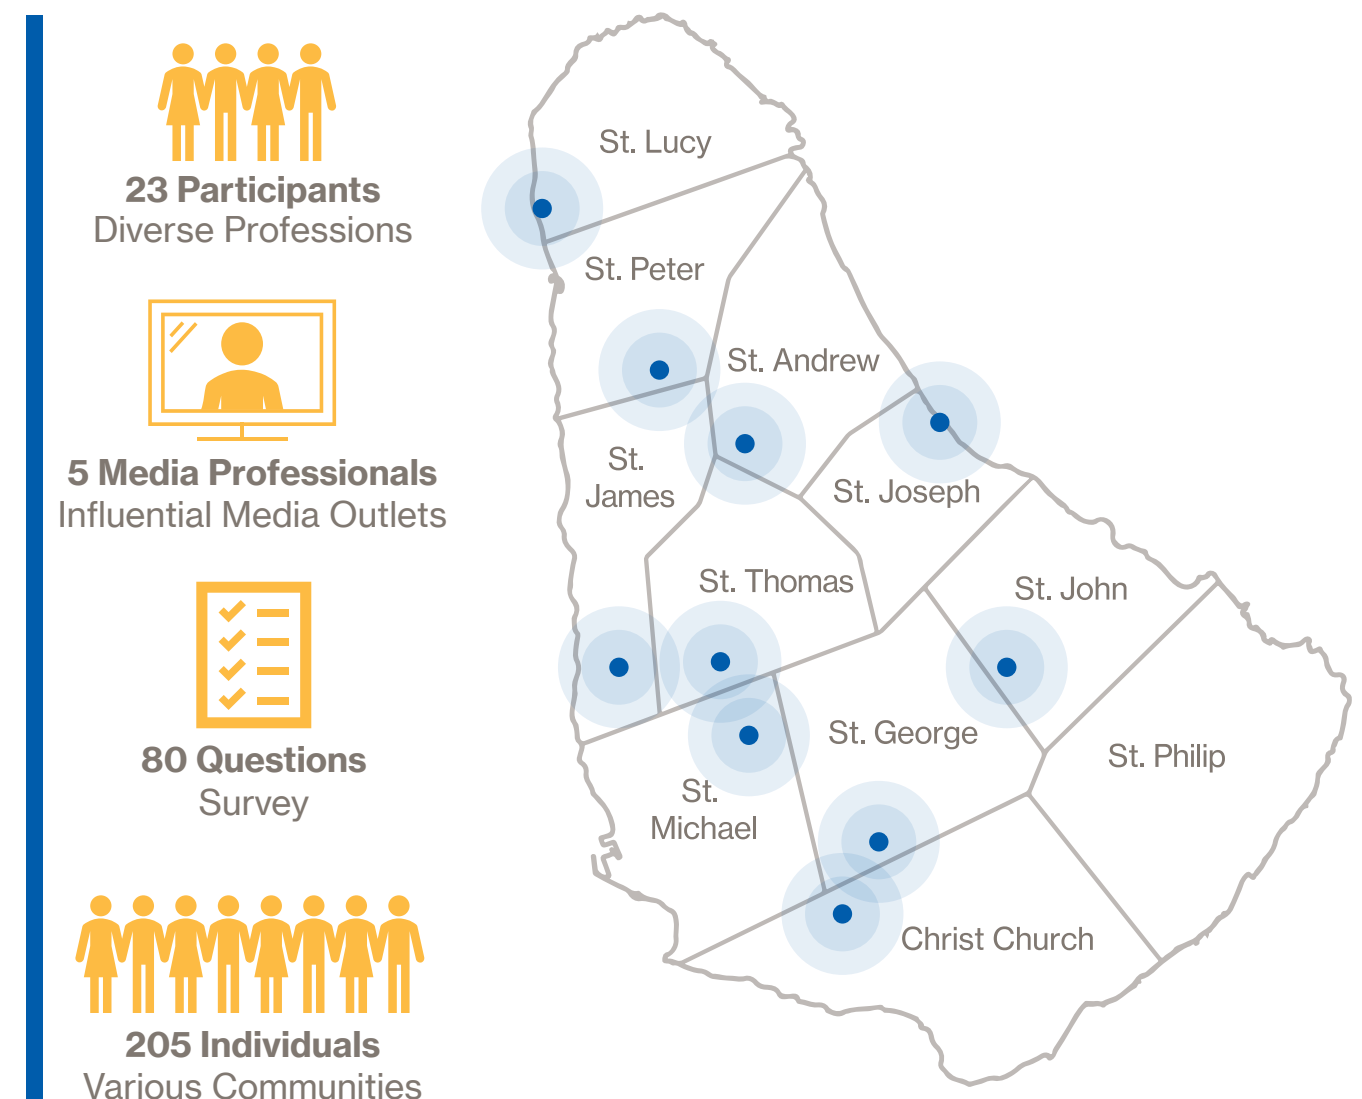 23 Participants
Diverse Professions
5 Media Professionals
Influential Media Outlets
80 Questions
Survey
205 Individuals
Various Communities
St. Lucy
St. Peter
St. Andrew
St.
James
St. Joseph
St. Thomas
St. John
St. George
St. Philip
St.
Michael
Christ Church